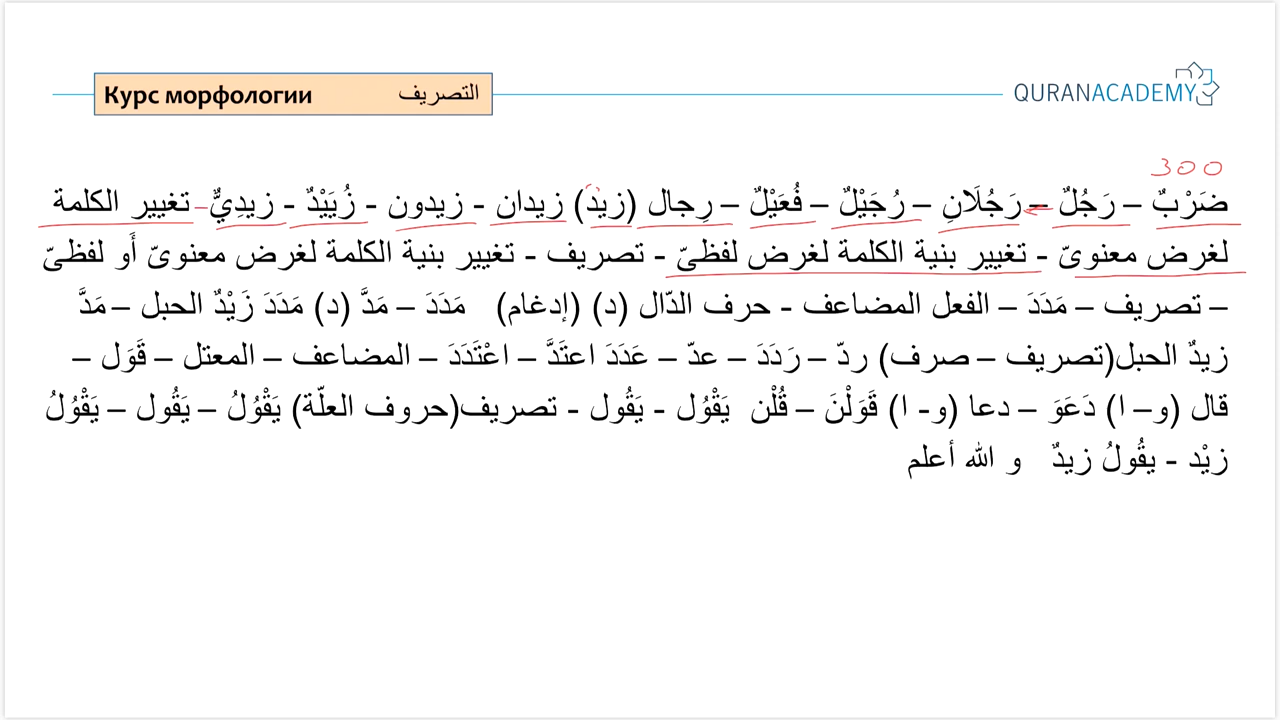 Курс морфологии التصريف
QURANACADEMY
300
ضَرْبٌ – رَجُلٌ – رَجُلَانِ – رُجَيْلٌ – فُعَيْلٌ – رِجال (زيدٌ) زيدان - زيدون - زُيَيْدٌ - زيدِيٌّ – تغيير الكلمة
لغرض معنوىّ - تغيير بنية الكلمة لغرض لفظىّ - تصريف - تغيير بنية الكلمة لغرض معنوىّ أَو لفظىّ
– تصريف – مَدَدَ – الفعل المضاعف - حرف الدّال (د) (إدغام) مَدَدَ – مَدَّ (د) مَدَدَ زَيْدٌ الحبل – مَدَّ
زيدٌ الحبل(تصريف – صرف) ردّ – رَدَدَ – عدّ – عَدَدَ اعتَدَّ – اعْتَدَدَ – المضاعف – المعتل – قَوَل –
قال (و– ا) دَعَوَ – دعا (و- ا) قَوَلْنَ – قُلْن يَقْوُل - يَقُول - تصريف(حروف العلّة) يَقْوُلُ – يَقُول – يَقْوُلُ
زيْد - يقُولُ زيدٌ و الله أعلم